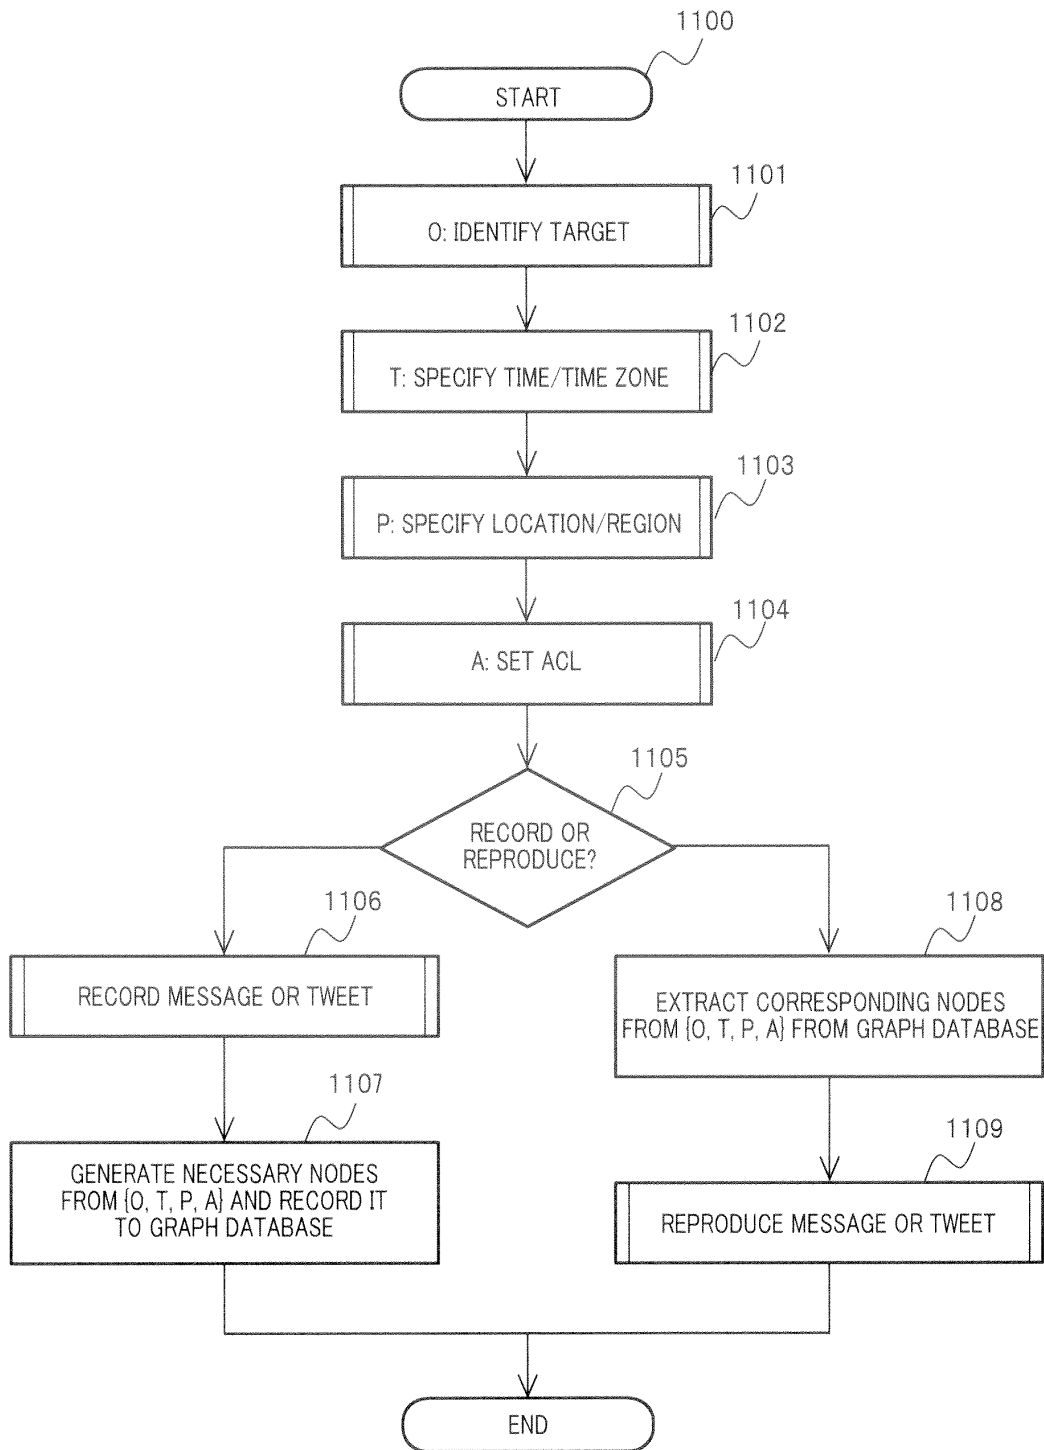 1100
START
1101
O: IDENTIFY TARGET
1102
T: SPECIFY TIME/TIME ZONE
1103
P: SPECIFY LOCATION/REGION
1104
A: SET ACL
1105
RECORD OR
REPRODUCE?
1106
RECORD MESSAGE OR TWEET
1107
GENERATE NECESSARY NODES
FROM {O, T, P, A} AND RECORD IT
TO GRAPH DATABASE
1108
EXTRACT CORRESPONDING NODES
FROM {O, T, P, A} FROM GRAPH DATABASE
1109
REPRODUCE MESSAGE OR TWEET
END